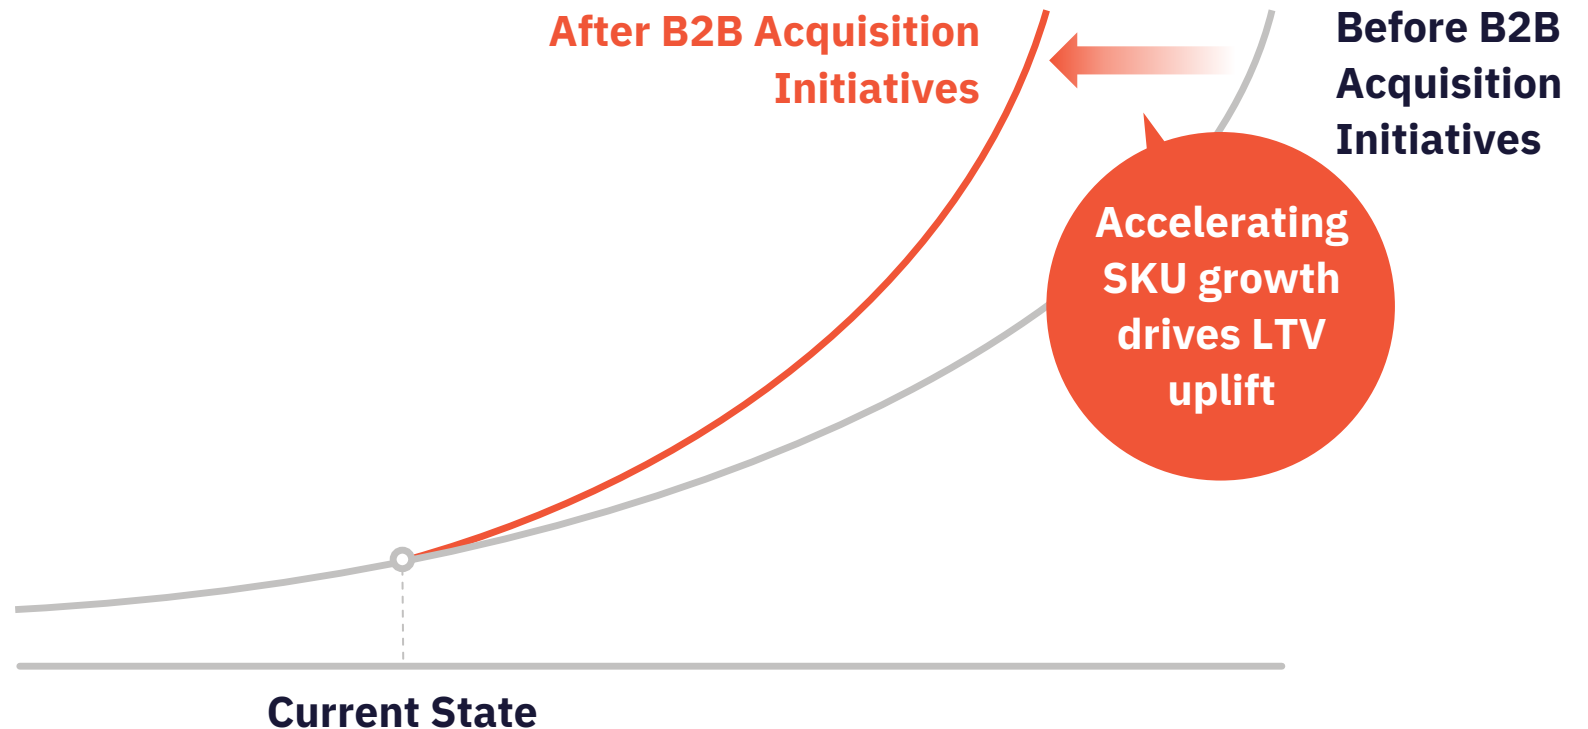 After B2B Acquisition
Initiatives
Before B2B
Acquisition
Initiatives
Accelerating
SKU growth
drives LTV
uplift
Current State